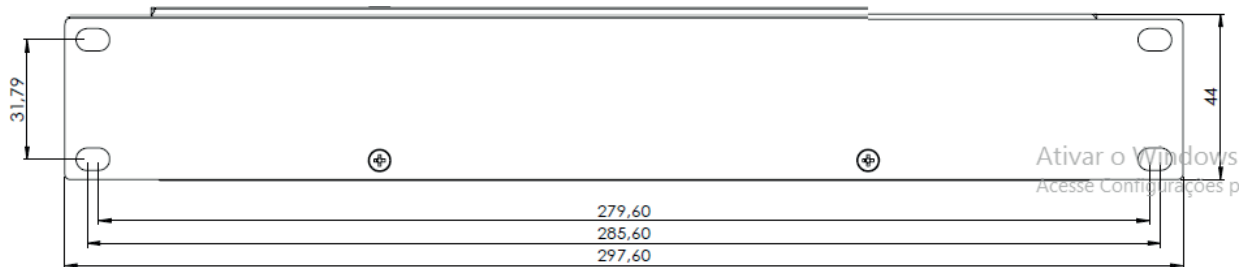 31,79
44
Ativar o Windows
Acesse Configurações p
279,60
285,60
297,60